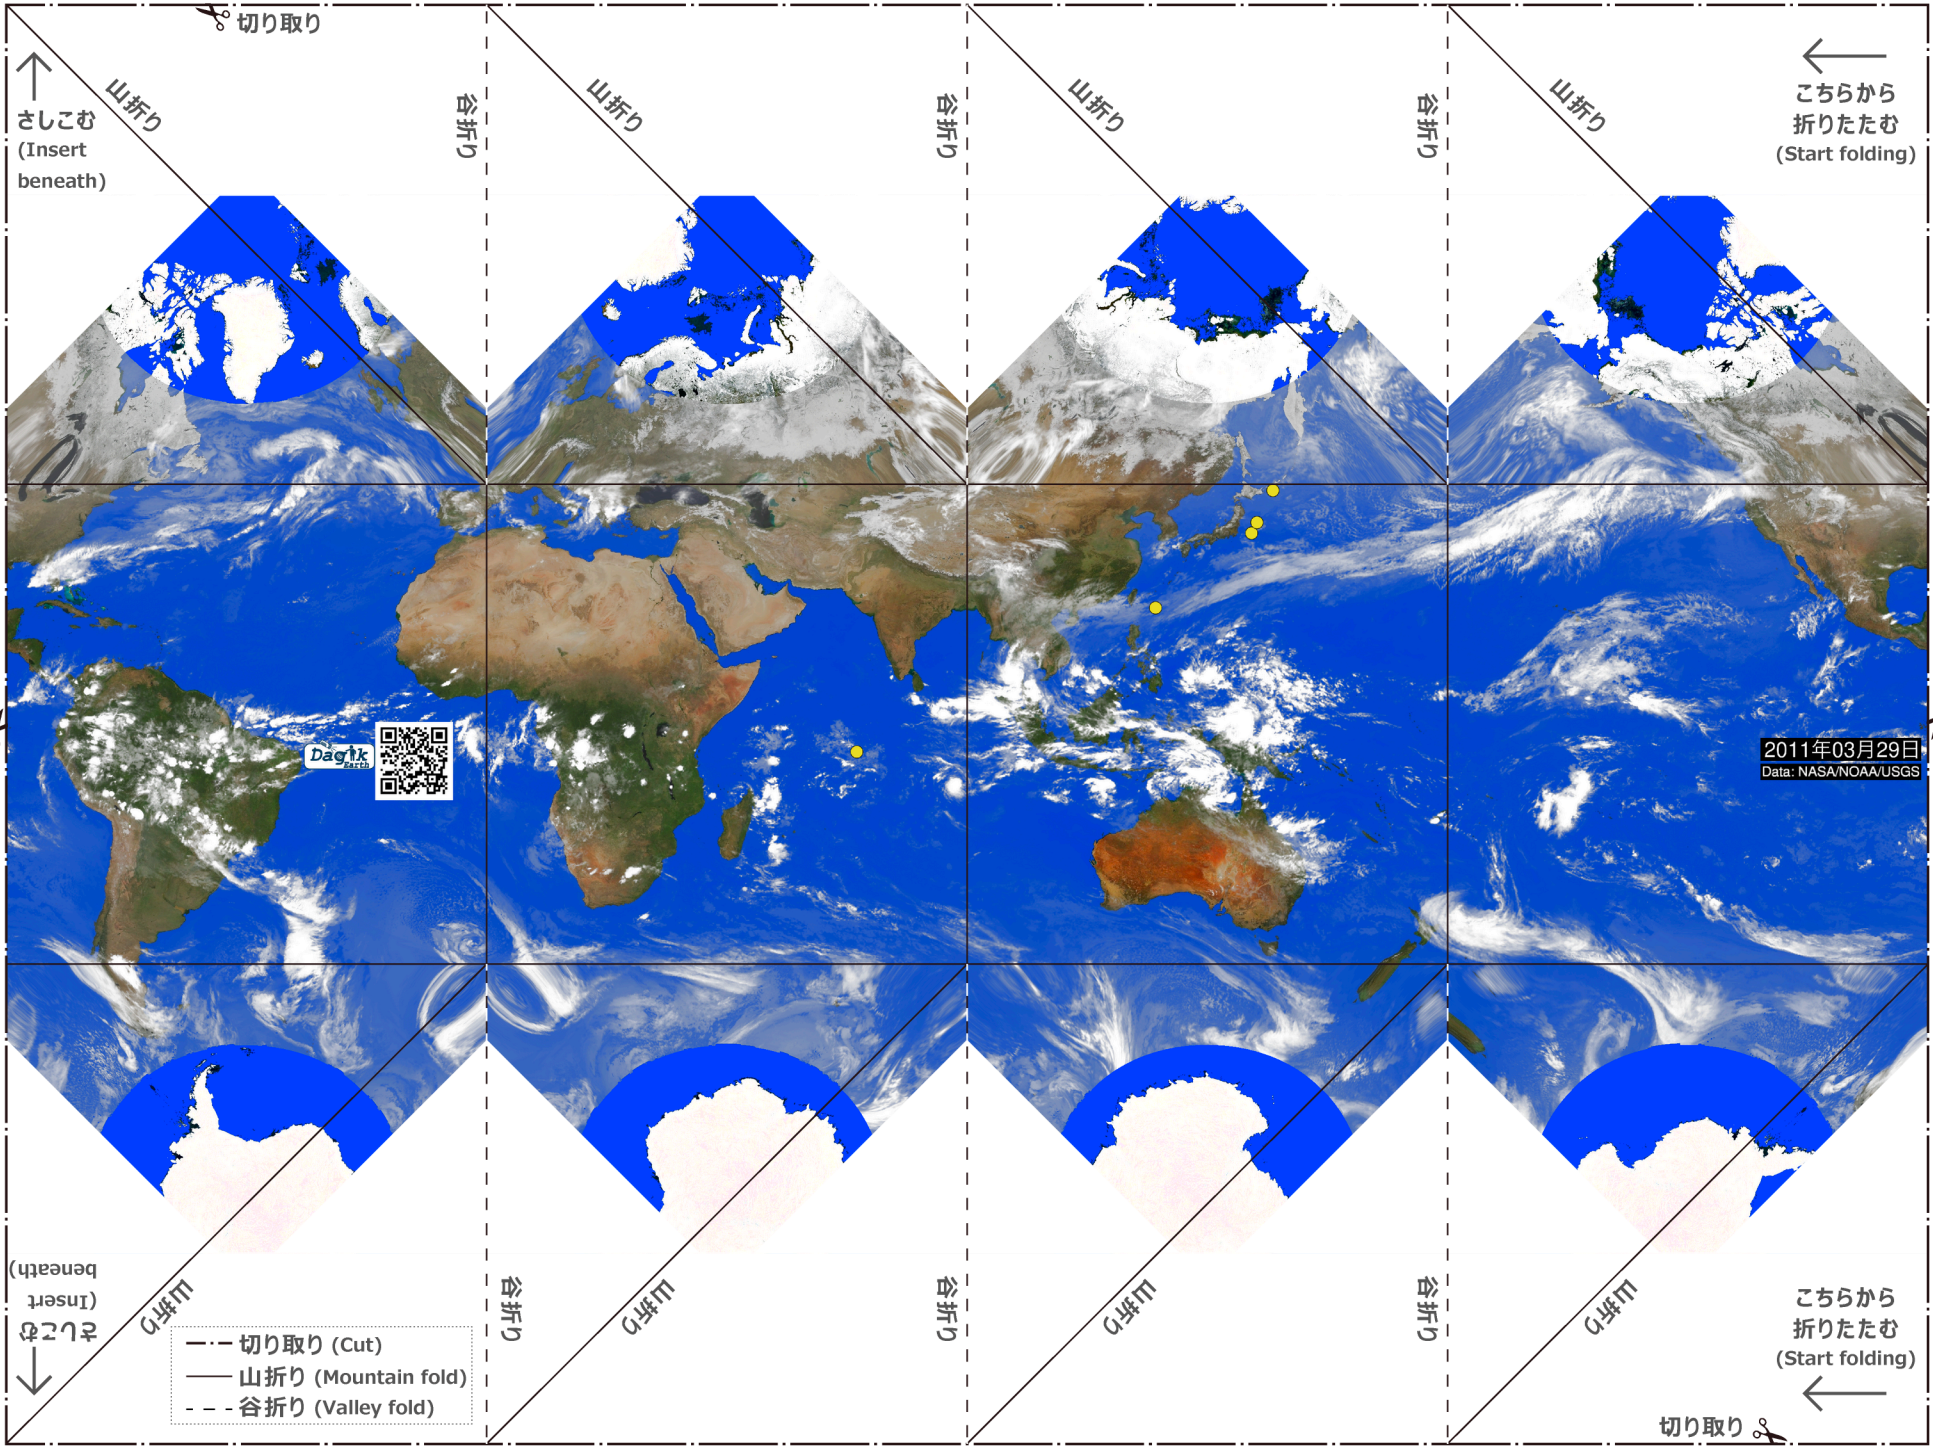 切り取り
山折り
谷折り
山折り
谷折り
山折り
谷折り
山折り
さしこむ
(Insert
beneath)
こちらから
折りたたむ
(Start folding)
Dagik
Earth
2011年03月29日
Data: NASA/NOAA/USGS
さしこむ
(Insert
beneath)
山折り
谷折り
山折り
谷折り
山折り
谷折り
山折り
こちらから
折りたたむ
(Start folding)
切り取り (Cut)
山折り (Mountain fold)
谷折り (Valley fold)
切り取り